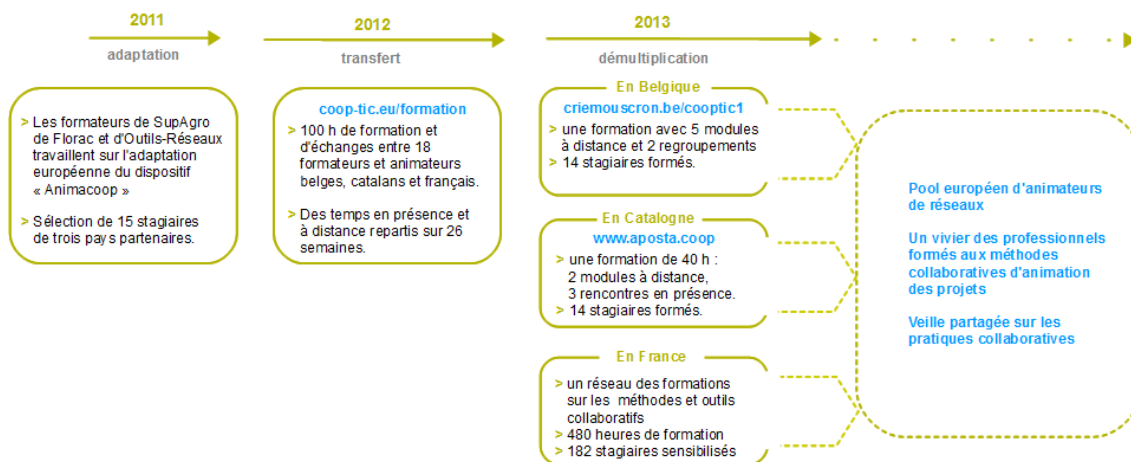 2011
adaptation
> Les formateurs de SupAgro
de Florac et d'Outils-Réseaux
travaillent sur l'adaptation
européenne du dispositif
« Animacoop »
> Sélection de 15 stagiaires
de trois pays partenaires.
2012
transfert
coop-tic.eu/formation
> 100 h de formation et
d'échanges entre 18
formateurs et animateurs
belges, catalans et français.
> Des temps en présence et
à distance repartis sur 26
semaines.
2013
démultiplication
En Belgique
criemouscron.be/cooptic1
> une formation avec 5 modules
à distance et 2 regroupements
> 14 stagiaires formés.
En Catalogne
www.aposta.coop
> une formation de 40 h :
2 modules à distance,
3 rencontres en présence.
> 14 stagiaires formés.
En France
> un réseau des formations
sur les méthodes et outils
collaboratifs
> 480 heures de formation
> 182 stagiaires sensibilisés
Pool européen d'animateurs
de réseaux
Un vivier des professionnels
formés aux méthodes
collaboratives d'animation
des projets
Veille partagée sur les
pratiques collaboratives